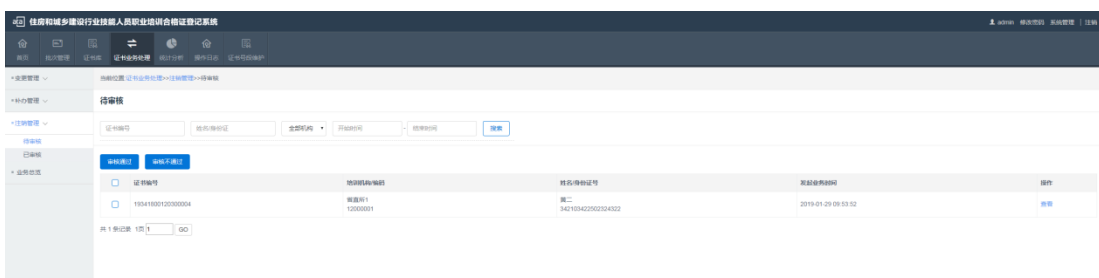 住房和城乡建设行业技能人员职业培训合格证登记系统
admin 修改密码 系统管理 | 注销
首页 批次管理 证书库 证书业务处理 统计分析 操作日志 证书号段维护
变更管理
当前位置:证书业务处理>>注销管理>>待审核
补办管理
待审核
注销管理
证书编号 姓名/身份证 全部机构 开始时间 - 结束时间 搜索
待审核
已审核
审核通过 审核不通过
业务总览
证书编号 培训机构/编码 姓名/身份证号 发起业务时间 操作
19341800120300004 省直所1 第二 2019-01-29 09:53:52 查看
12000001 342103422502324322
共 1 条记录 1页 1 GO